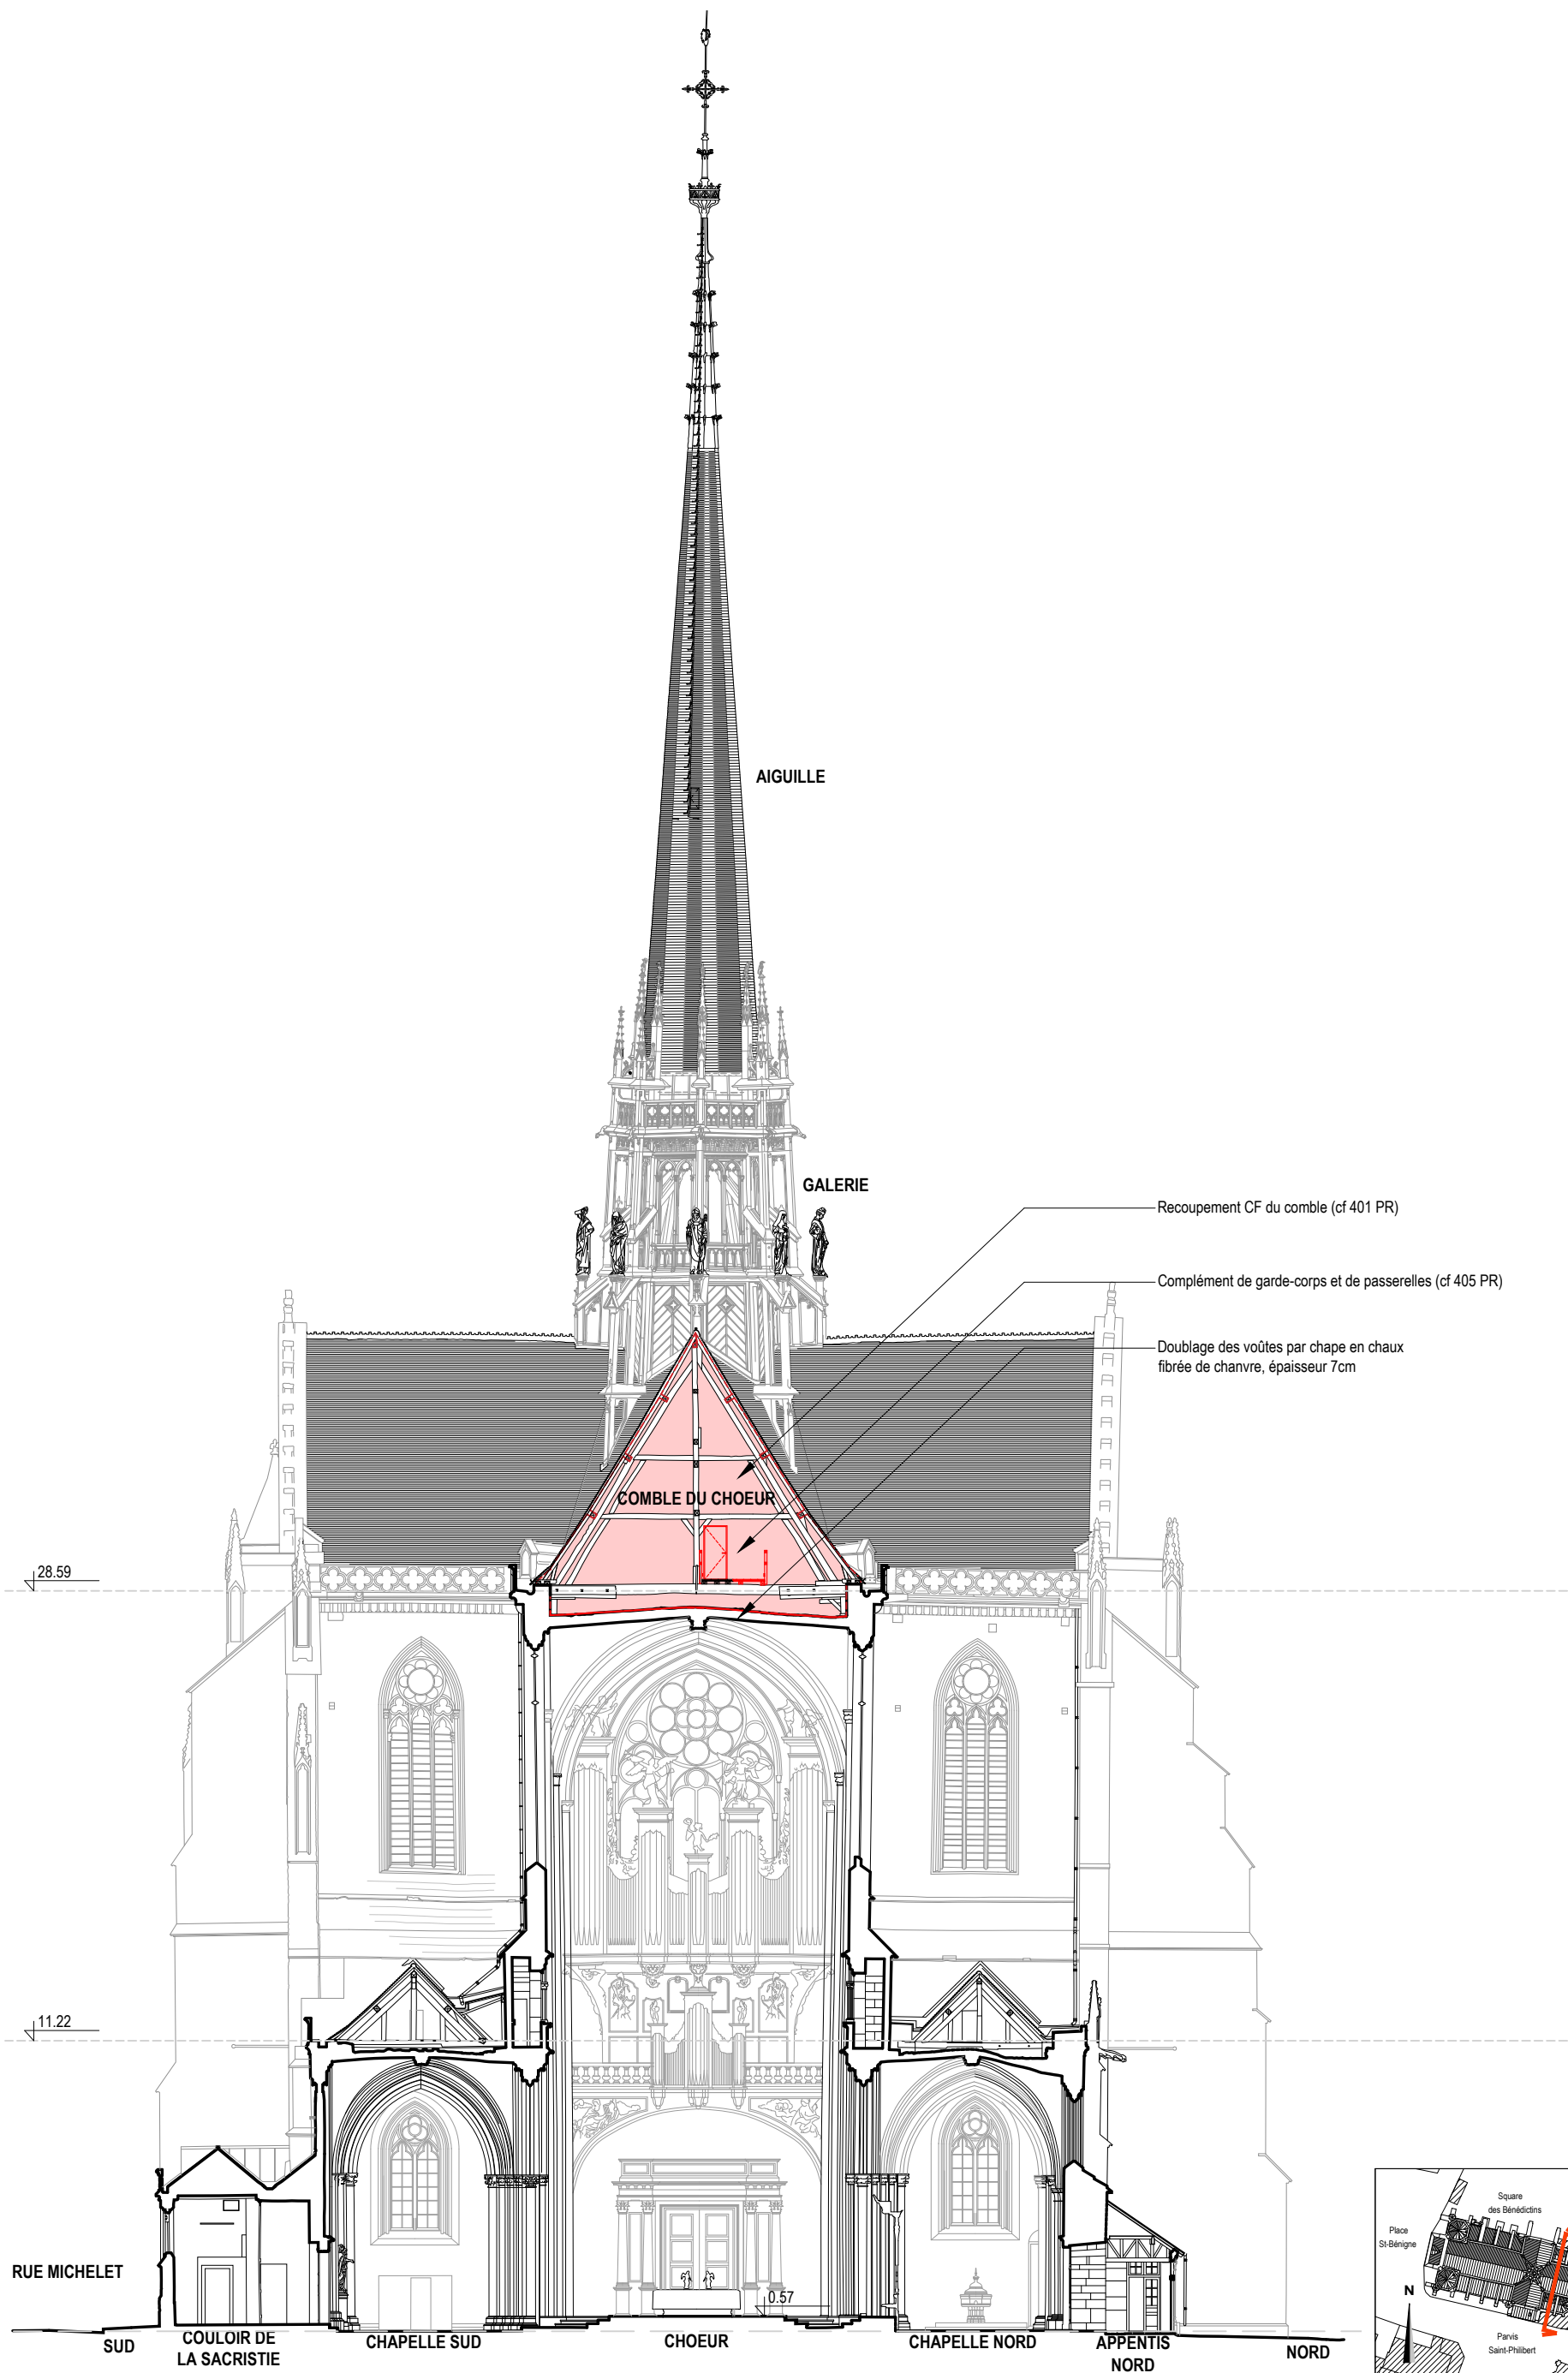 AIGUILLE
GALERIE
Recoupement CF du comble (cf 401 PR)
Complément de garde-corps et de passerelles (cf 405 PR)
Doublage des voûtes par chape en chaux
fibrée de chanvre, épaisseur 7cm
COMBLE DU CHOEUR
28.59
11.22
0.57
RUE MICHELET
SUD
COULOIR DE
LA SACRISTIE
CHAPELLE SUD
CHOEUR
CHAPELLE NORD
APPENTIS
NORD
NORD
Square
des Bénédictins
Place
St-Bénigne
N
Parvis
Saint-Philibert